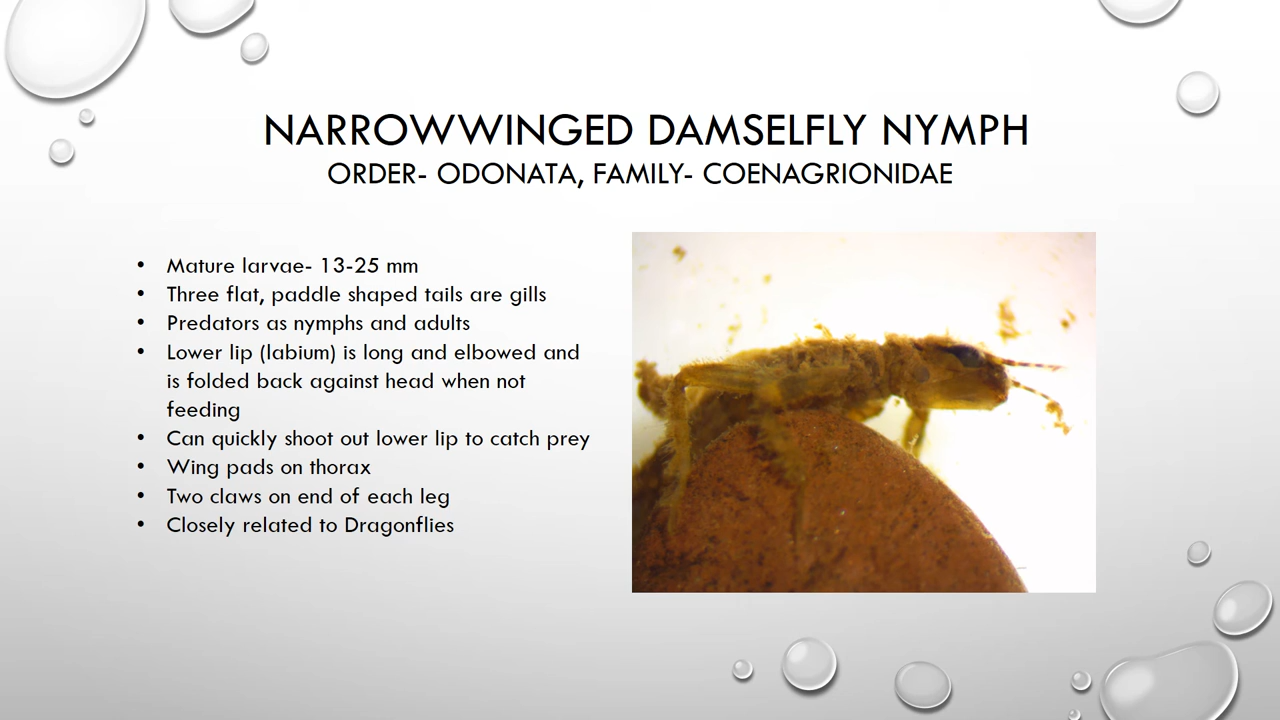 NARROWWINGED DAMSELFLY NYMPH
ORDER- ODONATA, FAMILY- COENAGRIONIDAE
• Mature larvae- 13-25 mm
• Three flat, paddle shaped tails are gills
• Predators as nymphs and adults
• Lower lip (labium) is long and elbowed and
is folded back against head when not
feeding
• Can quickly shoot out lower lip to catch prey
• Wing pads on thorax
• Two claws on end of each leg
• Closely related to Dragonflies